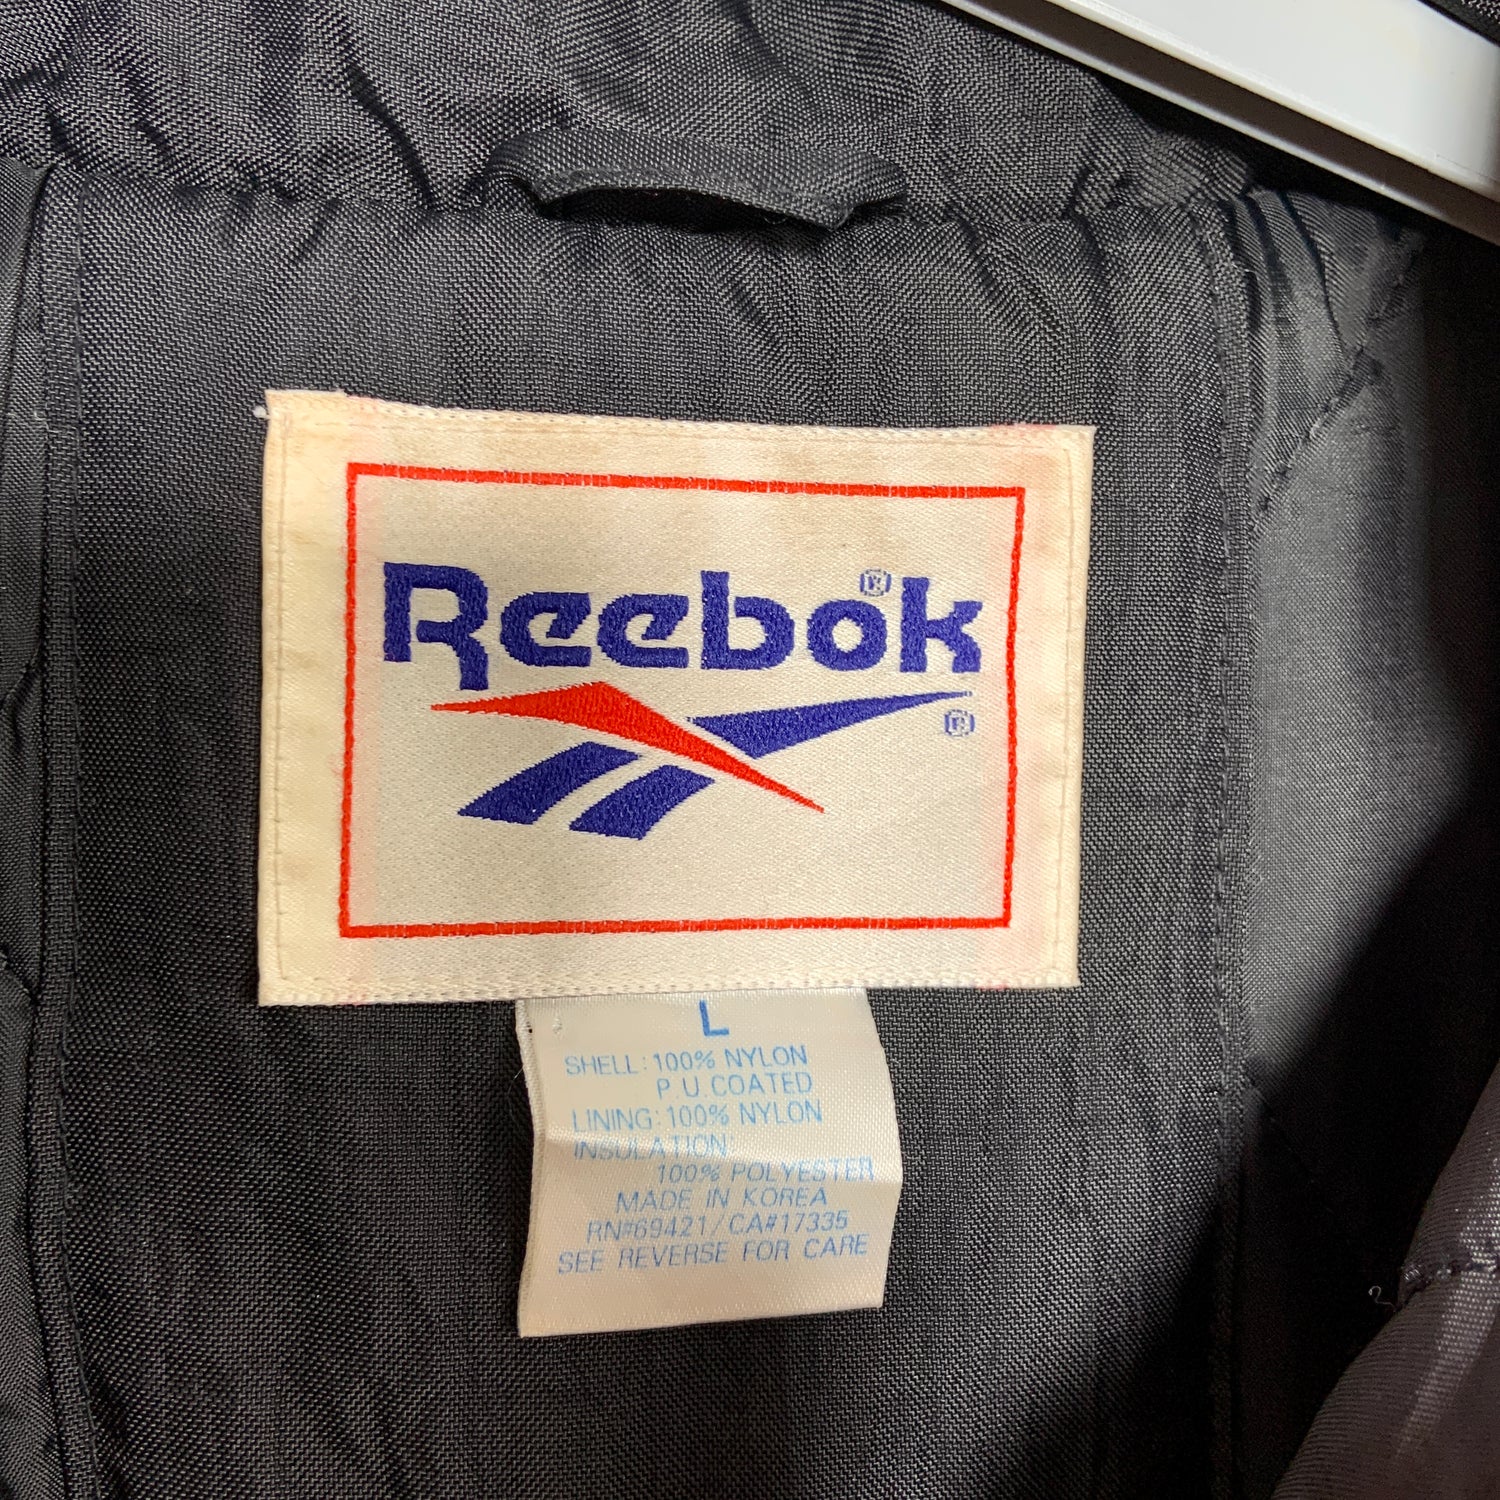 Reebok®
®
L
SHELL: 100% NYLON
P.U. COATED
LINING: 100% NYLON
INSULATION:
100% POLYESTER
MADE IN KOREA
RN#69421/CA#17335
SEE REVERSE FOR CARE